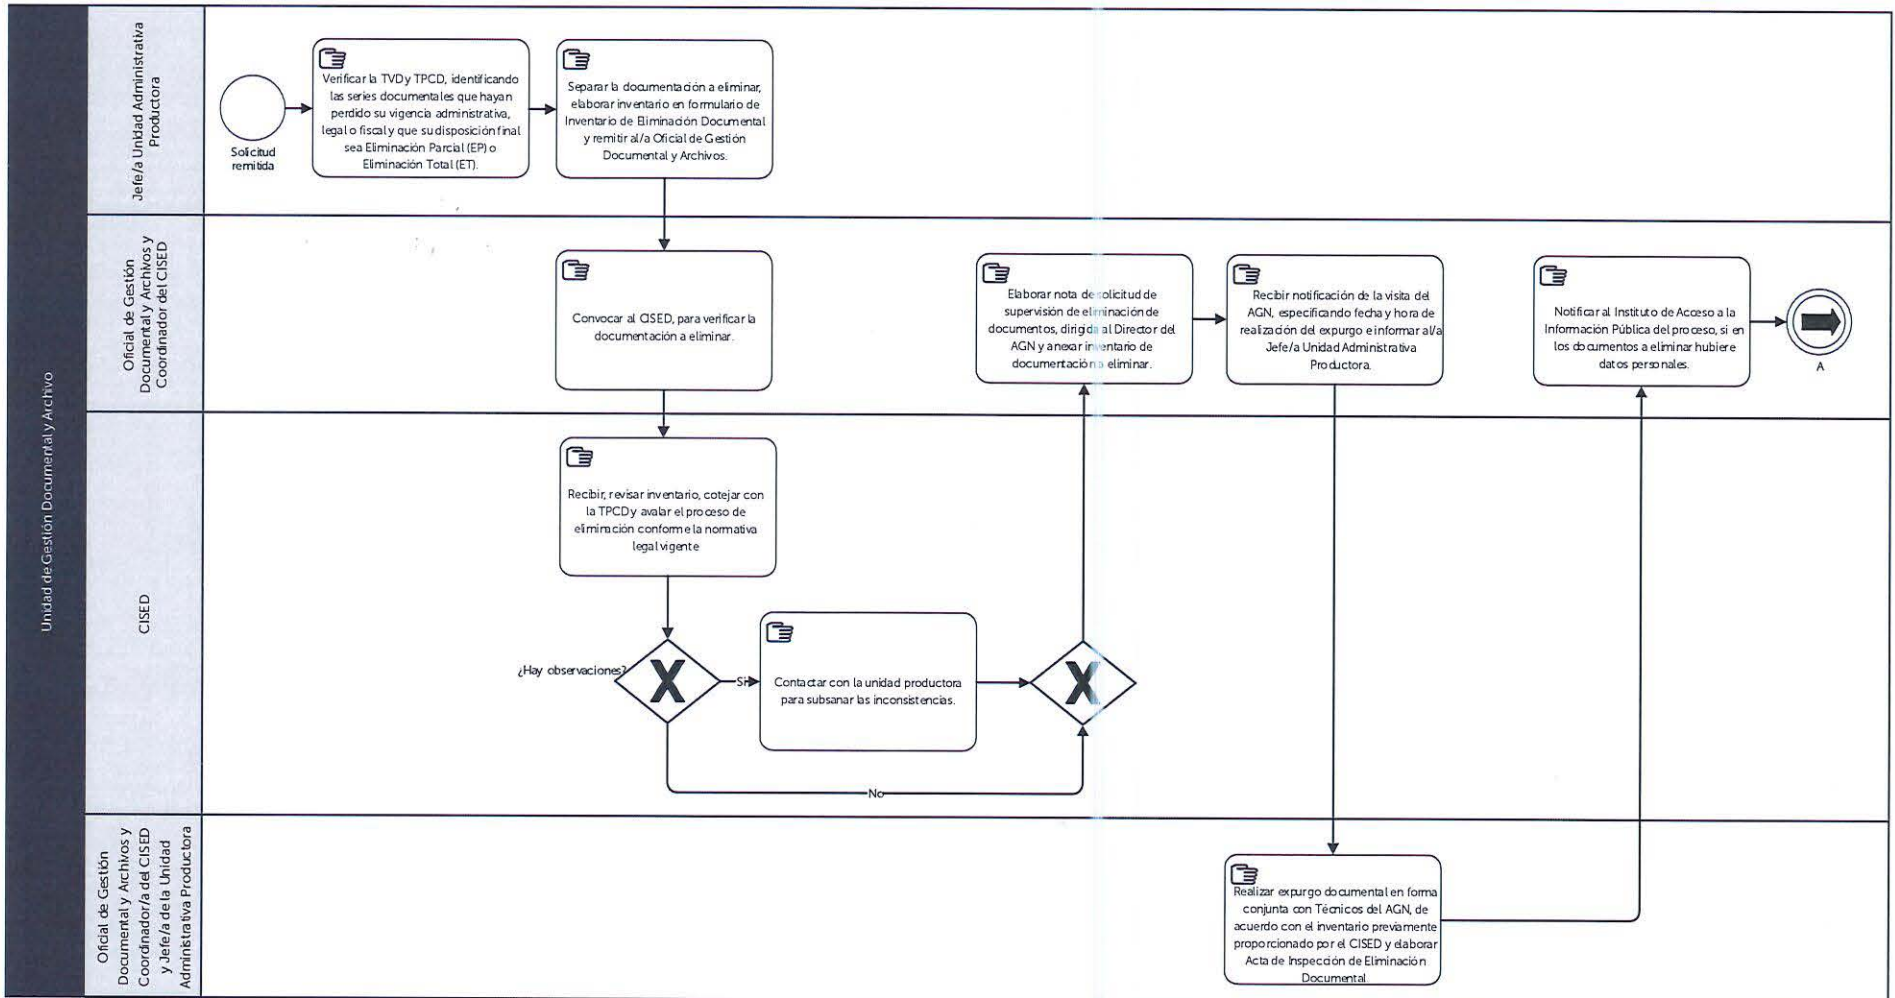 Unidad de Gestión Documental y Archivo
Jefe/a Unidad Administrativa
Productora
Solicitud
remitida
Verificar la TVD y TPCD, identificando
las series documentales que hayan
perdido su vigencia administrativa,
legal o fiscal y que su disposición final
sea Eliminación Parcial (EP) o
Eliminación Total (ET).
Separar la documentación a eliminar,
elaborar inventario en formulario de
Inventario de Eliminación Documental
y remitir al/a Oficial de Gestión
Documental y Archivos.
Oficial de Gestión
Documental y Archivos y
Coordinador del CISED
Convocar al CISED, para verificar la
documentación a eliminar.
Elaborar nota de solicitud de
supervisión de eliminación de
documentos, dirigida al Director del
AGN y anexar inventario de
documentación a eliminar.
Recibir notificación de la visita del
AGN, especificando fecha y hora de
realización del expurgo e informar al/a
Jefe/a Unidad Administrativa
Productora.
Notificar al Instituto de Acceso a la
Información Pública del proceso, si en
los documentos a eliminar hubiere
datos personales.
A
CISED
Recibir, revisar inventario, cotejar con
la TPCD y avalar el proceso de
eliminación conforme la normativa
legal vigente
¿Hay observaciones?
Si
Contactar con la unidad productora
para subsanar las inconsistencias.
No
Oficial de Gestión
Documental y Archivos y
Coordinador/a del CISED
y Jefe/a de la Unidad
Administrativa Productora
Realizar expurgo documental en forma
conjunta con Técnicos del AGN, de
acuerdo con el inventario previamente
proporcionado por el CISED y elaborar
Acta de Inspección de Eliminación
Documental.